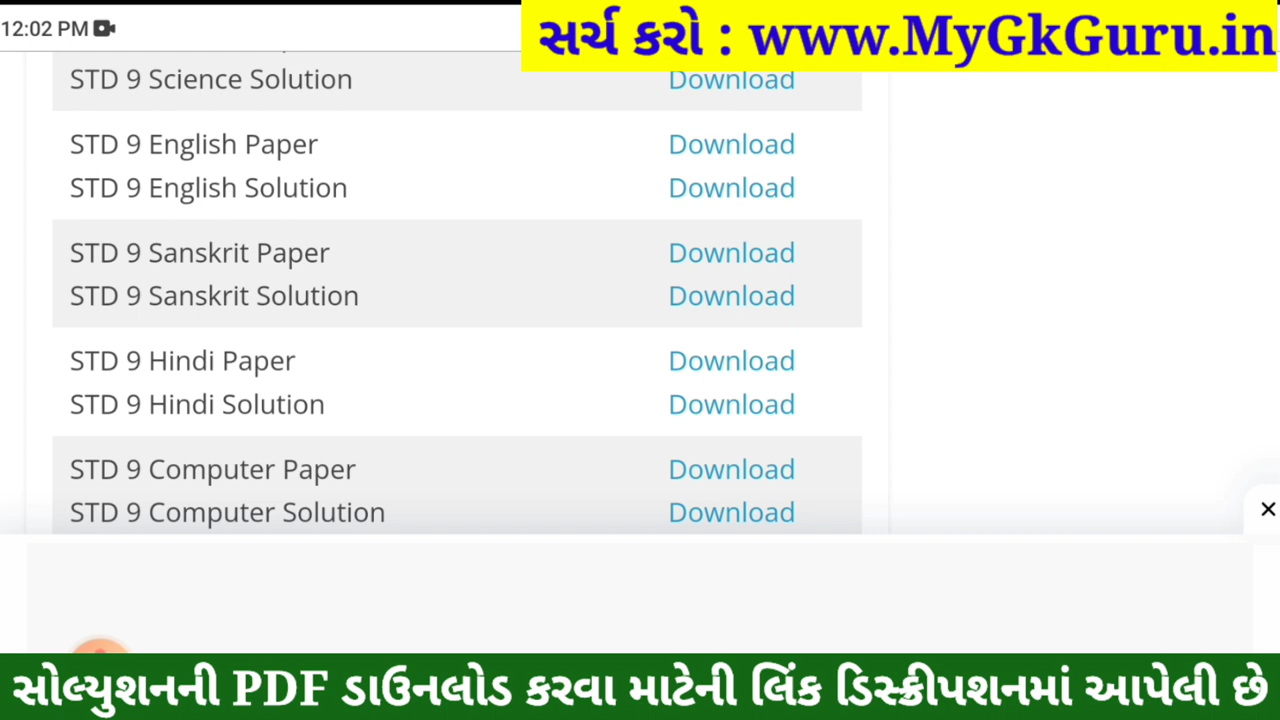 12:02 PM
સર્ચ કરો : www.MyGkGuru.in
STD 9 Science Solution Download
STD 9 English Paper Download
STD 9 English Solution Download
STD 9 Sanskrit Paper Download
STD 9 Sanskrit Solution Download
STD 9 Hindi Paper Download
STD 9 Hindi Solution Download
STD 9 Computer Paper Download
STD 9 Computer Solution Download
સોલ્યુશનની PDF ડાઉનલોડ કરવા માટેની લિંક ડિસ્ક્રીપશનમાં આપેલી છે